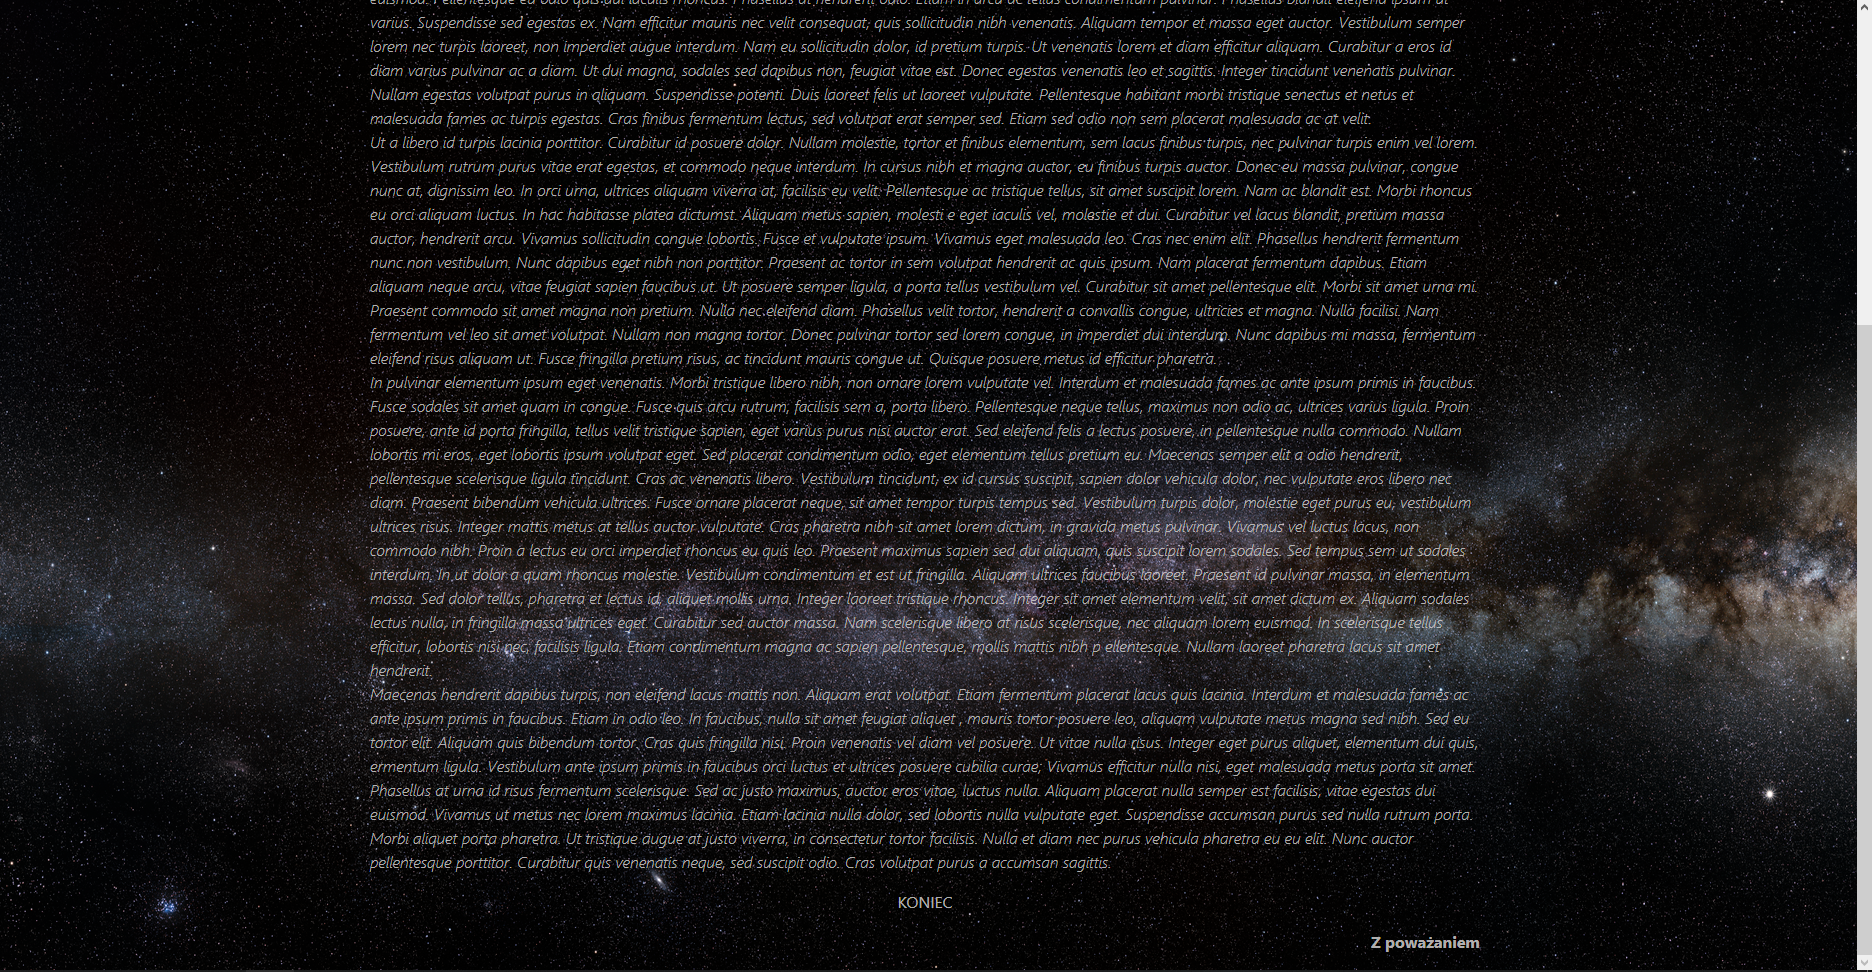 euismod. Pellentesque eu odio quis dui iaculis rhoncus. Phasellus ut hendrerit odio. Etiam in arcu ac tellus condimentum pulvinar. Phasellus blandit eleifend ipsum ut
varius. Suspendisse sed egestas ex. Nam efficitur mauris nec velit consequat, quis sollicitudin nibh venenatis. Aliquam tempor et massa eget auctor. Vestibulum semper
lorem nec turpis laoreet, non imperdiet augue interdum. Nam eu sollicitudin dolor, id pretium turpis. Ut venenatis lorem et diam efficitur aliquam. Curabitur a eros id
diam varius pulvinar ac a diam. Ut dui magna, sodales sed dapibus non, feugiat vitae est. Donec egestas venenatis leo et sagittis. Integer tincidunt venenatis pulvinar.
Nullam egestas volutpat purus in aliquam. Suspendisse potenti. Duis laoreet felis ut laoreet vulputate. Pellentesque habitant morbi tristique senectus et netus et
malesuada fames ac turpis egestas. Cras finibus fermentum lectus, sed volutpat erat semper sed. Etiam sed odio non sem placerat malesuada ac at velit.
Ut a libero id turpis lacinia porttitor. Curabitur id posuere dolor. Nullam molestie, tortor et finibus elementum, sem lacus finibus turpis, nec pulvinar turpis enim vel lorem.
Vestibulum rutrum purus vitae erat egestas, et commodo neque interdum. In cursus nibh et magna auctor, eu finibus turpis auctor. Donec eu massa pulvinar, congue
nunc at, dignissim leo. In orci urna, ultrices aliquam viverra at, facilisis eu velit. Pellentesque ac tristique tellus, sit amet suscipit lorem. Nam ac blandit est. Morbi rhoncus
eu orci aliquam luctus. In hac habitasse platea dictumst. Aliquam metus sapien, molesti e eget iaculis vel, molestie et dui. Curabitur vel lacus blandit, pretium massa
auctor, hendrerit arcu. Vivamus sollicitudin congue lobortis. Fusce et vulputate ipsum. Vivamus eget malesuada leo. Cras nec enim elit. Phasellus hendrerit fermentum
nunc non vestibulum. Nunc dapibus eget nibh non porttitor. Praesent ac tortor in sem volutpat hendrerit ac quis ipsum. Nam placerat fermentum dapibus. Etiam
aliquam neque arcu, vitae feugiat sapien faucibus ut. Ut posuere semper ligula, a porta tellus vestibulum vel. Curabitur sit amet pellentesque elit. Morbi sit amet urna mi.
Praesent commodo sit amet magna non pretium. Nulla nec eleifend diam. Phasellus velit tortor, hendrerit a convallis congue, ultricies et magna. Nulla facilisi. Nam
fermentum vel leo sit amet volutpat. Nullam non magna tortor. Donec pulvinar tortor sed lorem congue, in imperdiet dui interdum. Nunc dapibus mi massa, fermentum
eleifend risus aliquam ut. Fusce fringilla pretium risus, ac tincidunt mauris congue ut. Quisque posuere metus id efficitur pharetra.
In pulvinar elementum ipsum eget venenatis. Morbi tristique libero nibh, non ornare lorem vulputate vel. Interdum et malesuada fames ac ante ipsum primis in faucibus.
Fusce sodales sit amet quam in congue. Fusce quis arcu rutrum, facilisis sem a, porta libero. Pellentesque neque tellus, maximus non odio ac, ultrices varius ligula. Proin
posuere, ante id porta fringilla, tellus velit tristique sapien, eget varius purus nisi auctor erat. Sed eleifend felis a lectus posuere, in pellentesque nulla commodo. Nullam
lobortis mi eros, eget lobortis ipsum volutpat eget. Sed placerat condimentum odio, eget elementum tellus pretium eu. Maecenas semper elit a odio hendrerit,
pellentesque scelerisque ligula tincidunt. Cras ac venenatis libero. Vestibulum tincidunt, ex id cursus suscipit, sapien dolor vehicula dolor, nec vulputate eros libero nec
diam. Praesent bibendum vehicula ultrices. Fusce ornare placerat neque, sit amet tempor turpis tempus sed. Vestibulum turpis dolor, molestie eget purus eu, vestibulum
ultrices risus. Integer mattis metus at tellus auctor vulputate. Cras pharetra nibh sit amet lorem dictum, in gravida metus pulvinar. Vivamus vel luctus lacus, non
commodo nibh. Proin a lectus eu orci imperdiet rhoncus eu quis leo. Praesent maximus sapien sed dui aliquam, quis suscipit lorem sodales. Sed tempus sem ut sodales
interdum. In ut dolor a quam rhoncus molestie. Vestibulum condimentum et est ut fringilla. Aliquam ultrices faucibus laoreet. Praesent id pulvinar massa, in elementum
massa. Sed dolor tellus, pharetra et lectus id, aliquet mollis urna. Integer laoreet tristique rhoncus. Integer sit amet elementum velit, sit amet dictum ex. Aliquam sodales
lectus nulla, in fringilla massa ultrices eget. Curabitur sed auctor massa. Nam scelerisque libero at risus scelerisque, nec aliquam lorem euismod. In scelerisque tellus
efficitur, lobortis nisi nec, facilisis ligula. Etiam condimentum magna ac sapien pellentesque, mollis mattis nibh p ellentesque. Nullam laoreet pharetra lacus sit amet
hendrerit.
Maecenas hendrerit dapibus turpis, non eleifend lacus mattis non. Aliquam erat volutpat. Etiam fermentum placerat lacus quis lacinia. Interdum et malesuada fames ac
ante ipsum primis in faucibus. Etiam in odio leo. In faucibus, nulla sit amet feugiat aliquet , mauris tortor posuere leo, aliquam vulputate metus magna sed nibh. Sed eu
tortor elit. Aliquam quis bibendum tortor. Cras quis fringilla nisi. Proin venenatis vel diam vel posuere. Ut vitae nulla risus. Integer eget purus aliquet, elementum dui quis,
ermentum ligula. Vestibulum ante ipsum primis in faucibus orci luctus et ultrices posuere cubilia curae; Vivamus efficitur nulla nisi, eget malesuada metus porta sit amet.
Phasellus at urna id risus fermentum scelerisque. Sed ac justo maximus, auctor eros vitae, luctus nulla. Aliquam placerat nulla semper est facilisis, vitae egestas dui
euismod. Vivamus ut metus nec lorem maximus lacinia. Etiam lacinia nulla dolor, sed lobortis nulla vulputate eget. Suspendisse accumsan purus sed nulla rutrum porta.
Morbi aliquet porta pharetra. Ut tristique augue at justo viverra, in consectetur tortor facilisis. Nulla et diam nec purus vehicula pharetra eu eu elit. Nunc auctor
pellentesque porttitor. Curabitur quis venenatis neque, sed suscipit odio. Cras volutpat purus a accumsan sagittis.
KONIEC
Z poważaniem